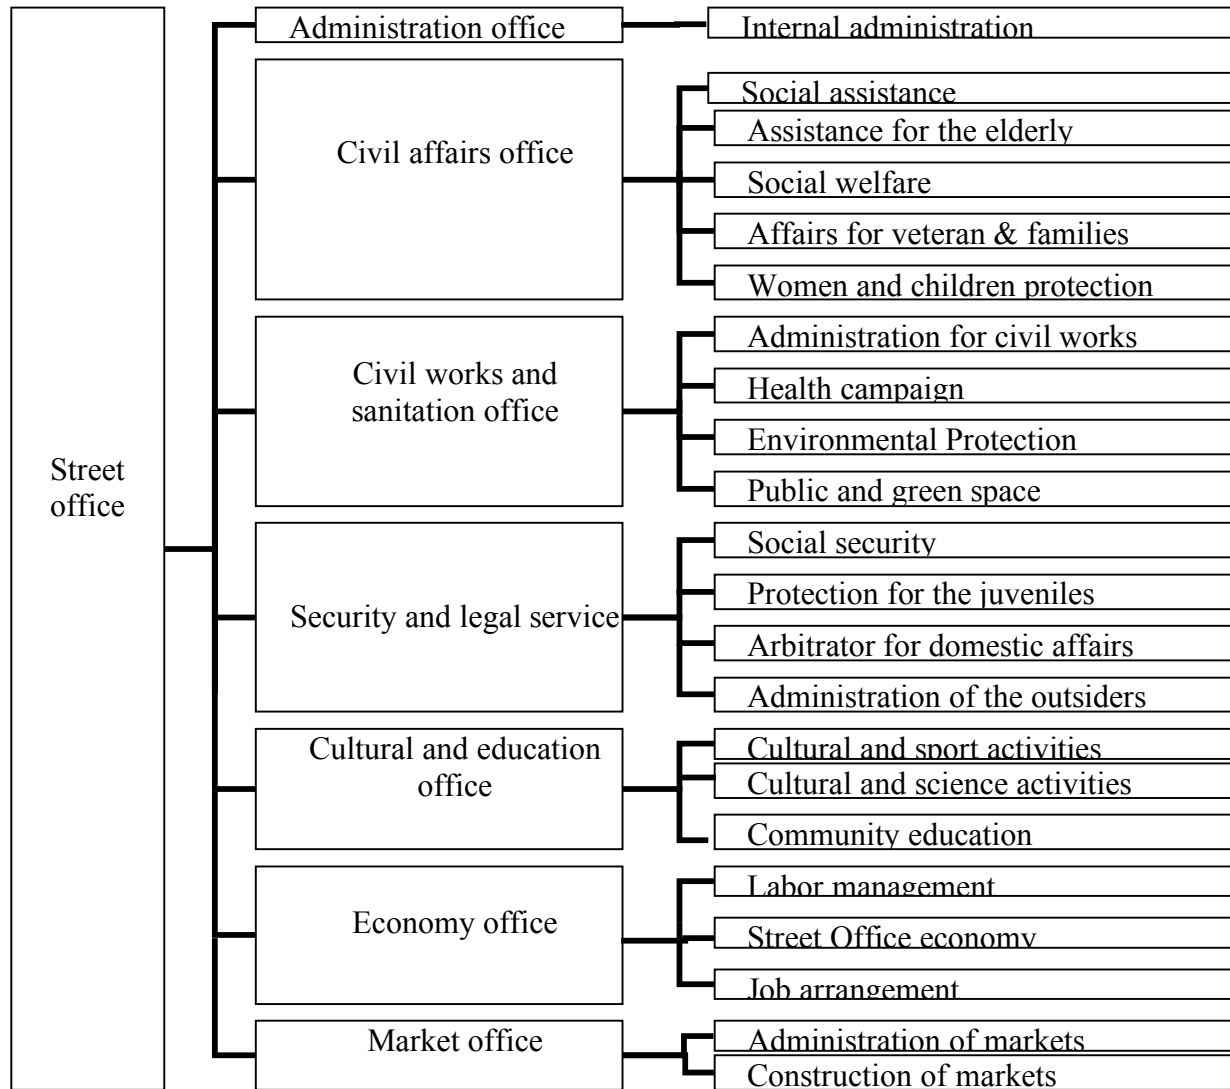 Street
office
Administration office
Internal administration
Civil affairs office
Social assistance
Assistance for the elderly
Social welfare
Affairs for veteran & families
Women and children protection
Civil works and
sanitation office
Administration for civil works
Health campaign
Environmental Protection
Public and green space
Security and legal service
Social security
Protection for the juveniles
Arbitrator for domestic affairs
Administration of the outsiders
Cultural and education
office
Cultural and sport activities
Cultural and science activities
Community education
Economy office
Labor management
Street Office economy
Job arrangement
Market office
Administration of markets
Construction of markets